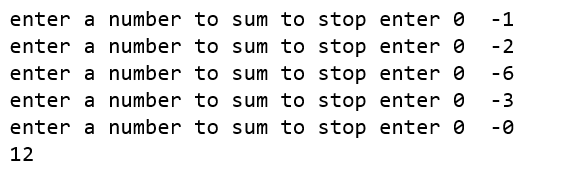 enter a number to sum to stop enter 0  -1
enter a number to sum to stop enter 0  -2
enter a number to sum to stop enter 0  -6
enter a number to sum to stop enter 0  -3
enter a number to sum to stop enter 0  -0
12